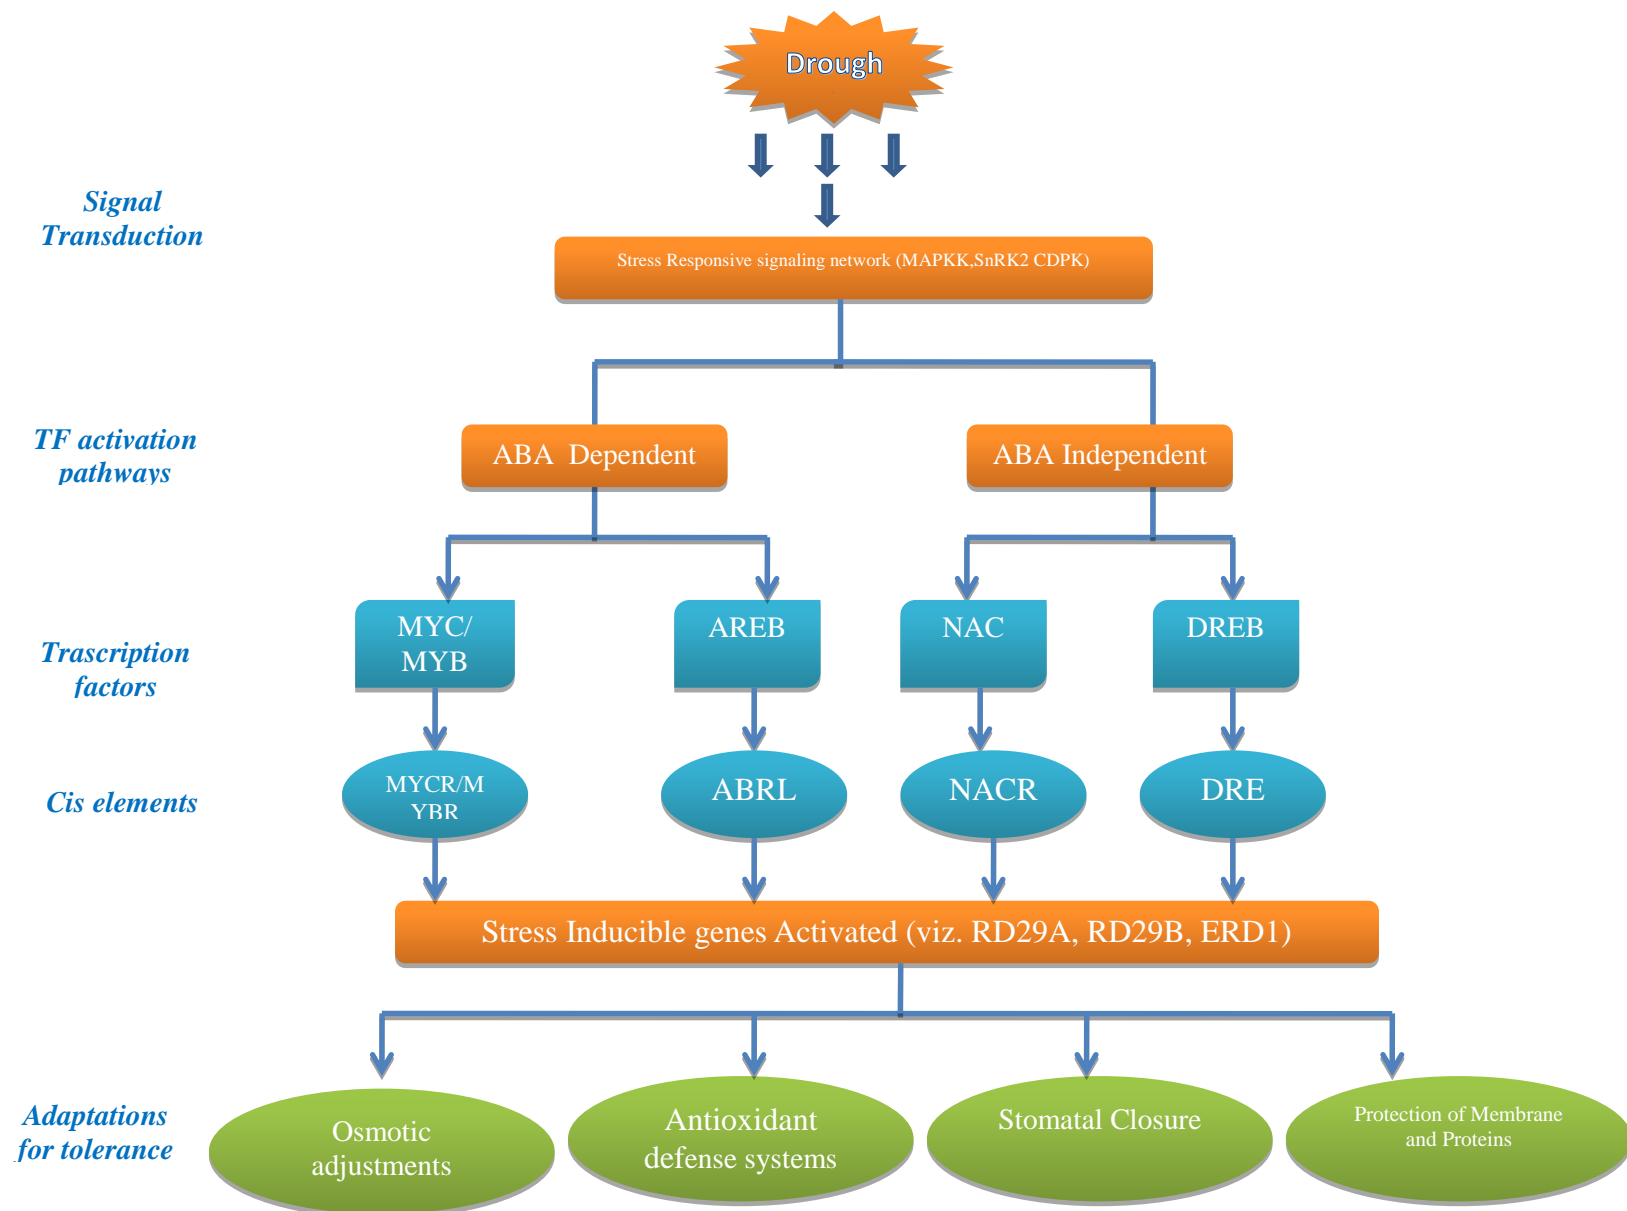 Drough
Signal
Transduction
Stress Responsive signaling network (MAPKK,SnRK2 CDPK)
TF activation
pathways
ABA  Dependent
ABA Independent
Trascription
factors
MYC/
MYB
AREB
NAC
DREB
Cis elements
MYCR/M
YBR
ABRL
NACR
DRE
Stress Inducible genes Activated (viz. RD29A, RD29B, ERD1)
Adaptations
for tolerance
Osmotic
adjustments
Antioxidant
defense systems
Stomatal Closure
Protection of Membrane
and Proteins